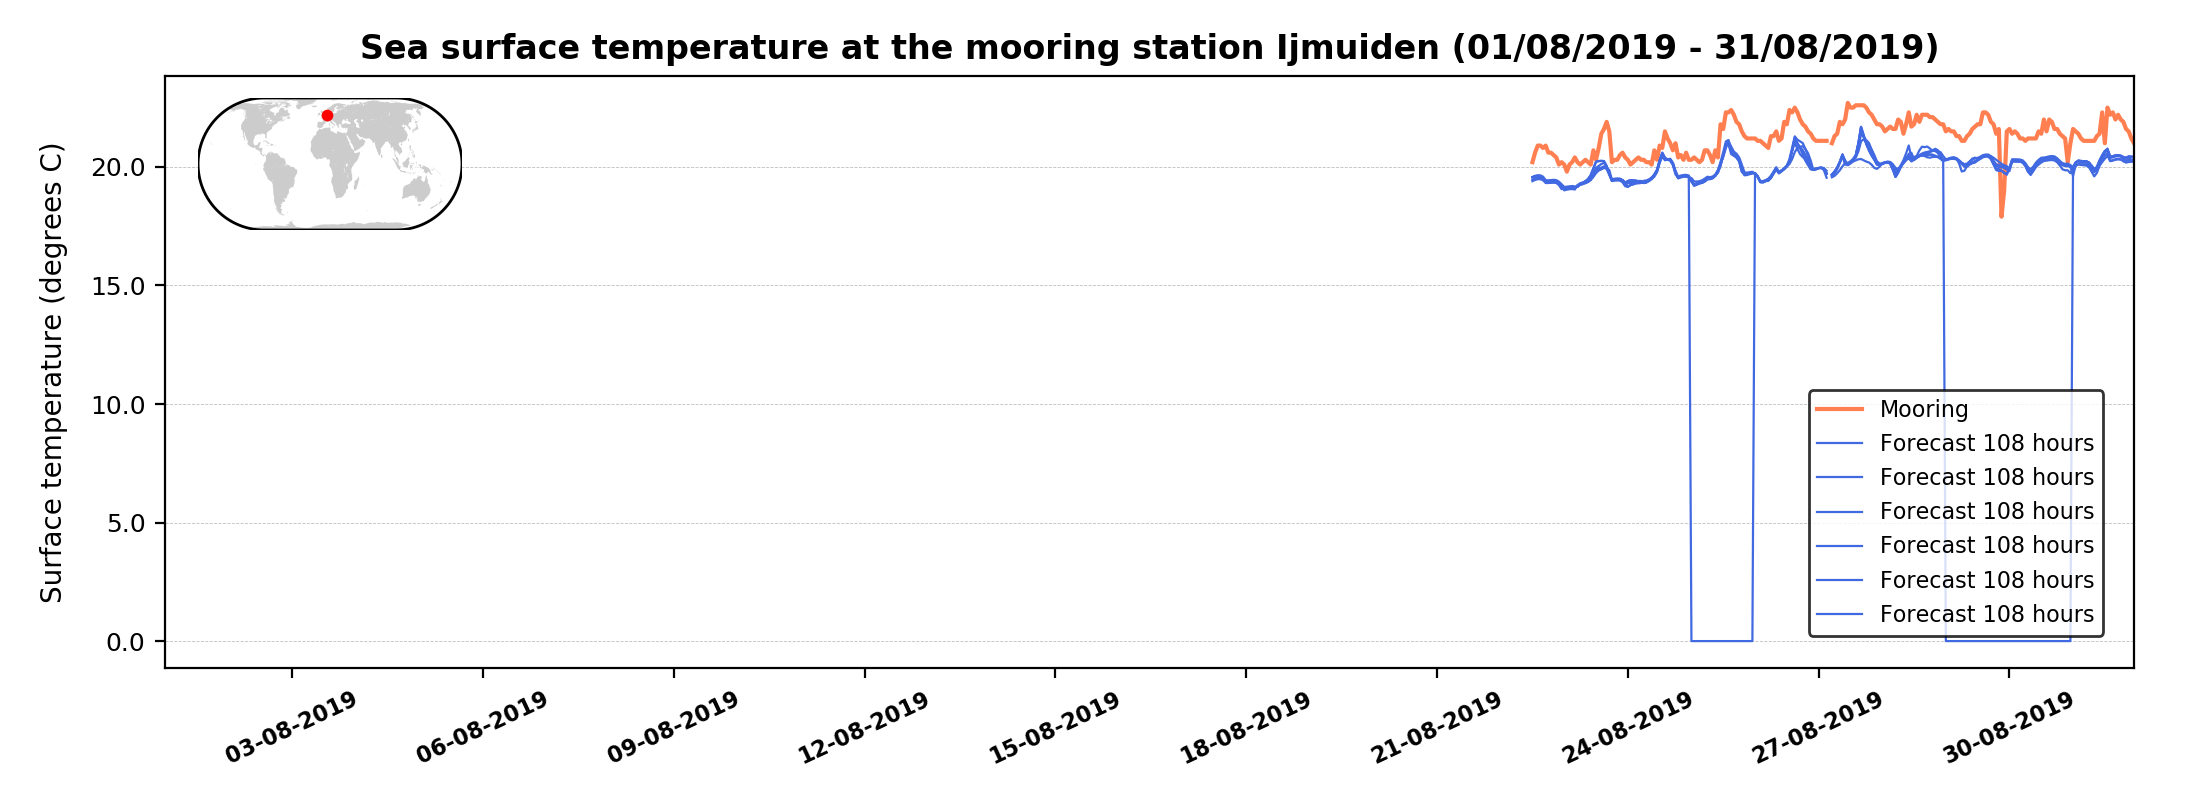 Sea surface temperature at the mooring station Ijmuiden (01/08/2019 - 31/08/2019)
Surface temperature (degrees C)
20.0
15.0
10.0
5.0
0.0
Mooring
Forecast 108 hours
Forecast 108 hours
Forecast 108 hours
Forecast 108 hours
Forecast 108 hours
Forecast 108 hours
03-08-2019
06-08-2019
09-08-2019
12-08-2019
15-08-2019
18-08-2019
21-08-2019
24-08-2019
27-08-2019
30-08-2019